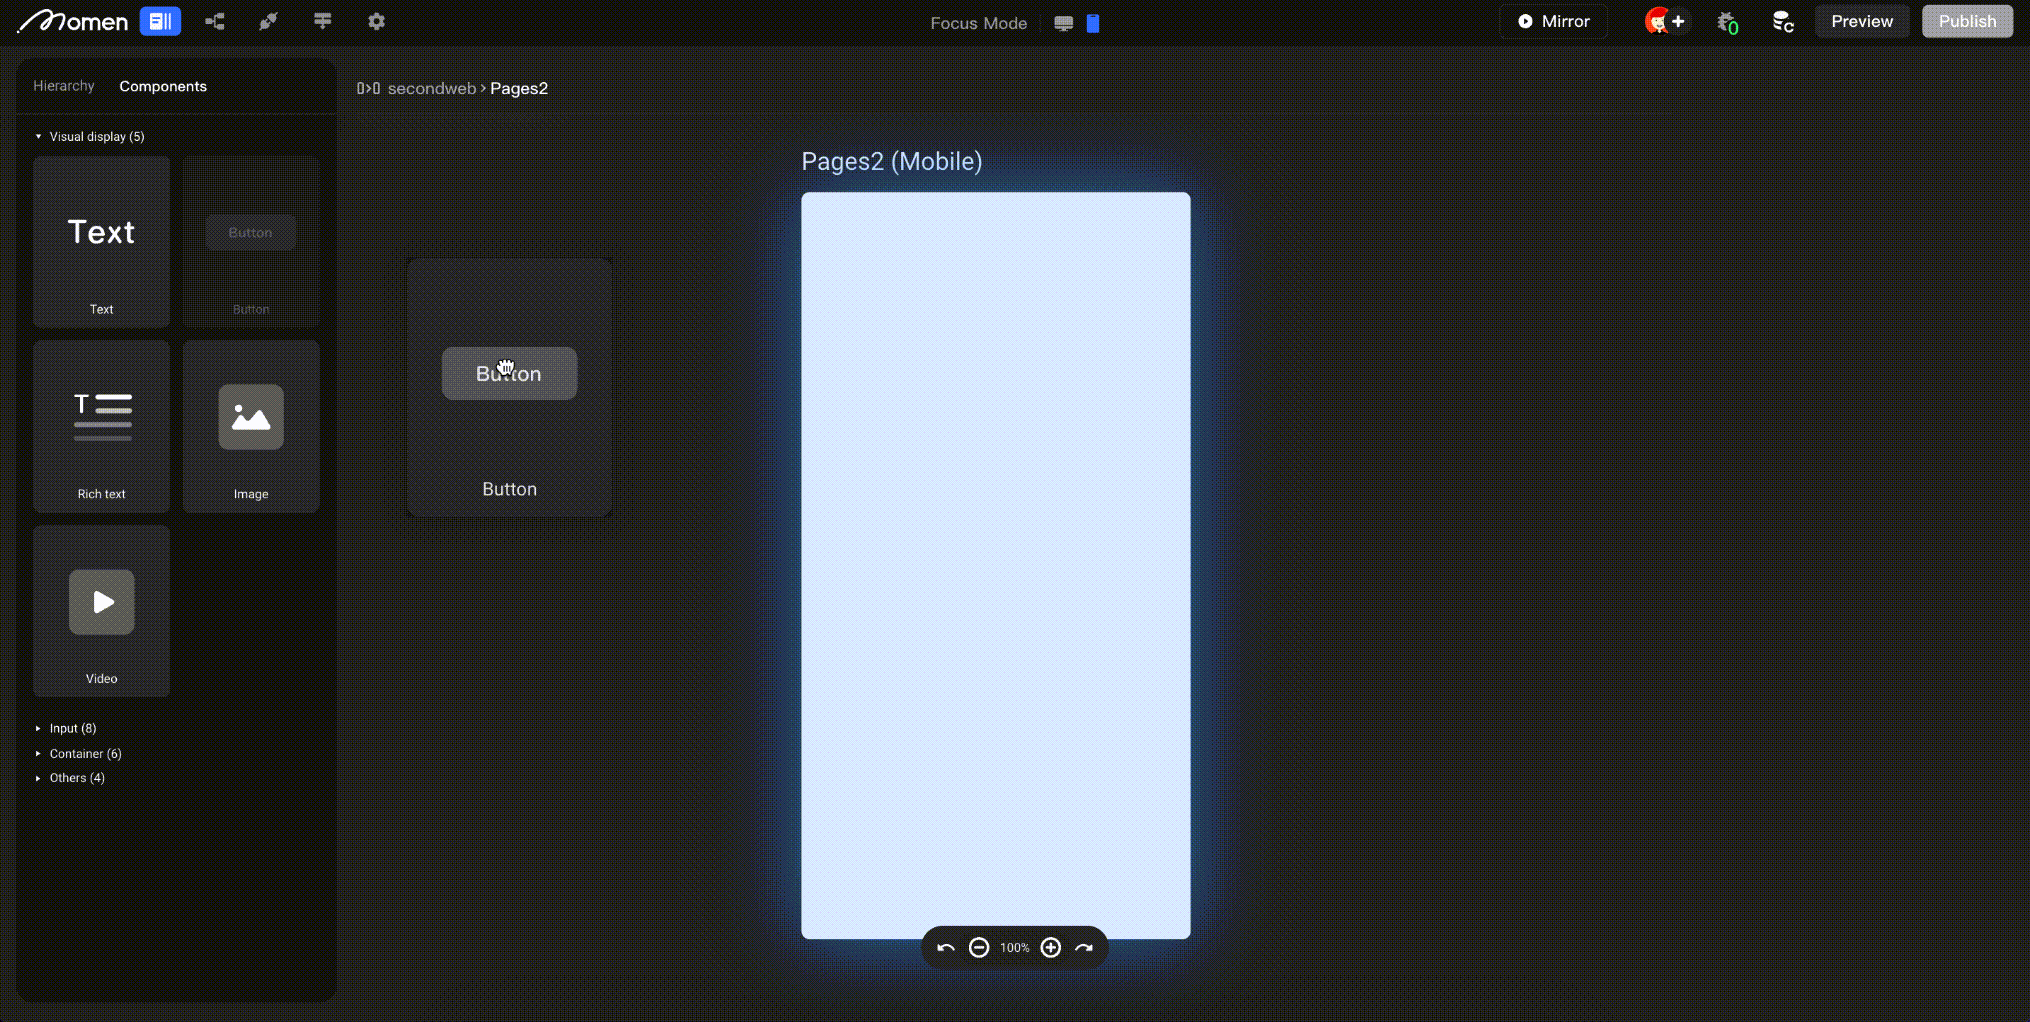 Momen
Focus Mode
Mirror
0
Preview
Publish
Hierarchy
Components
secondweb > Pages2
Visual display (5)
Text
Text
Button
Button
T
Rich text
Image
Video
Input (8)
Container (6)
Others (4)
Button
Button
Pages2 (Mobile)
100%